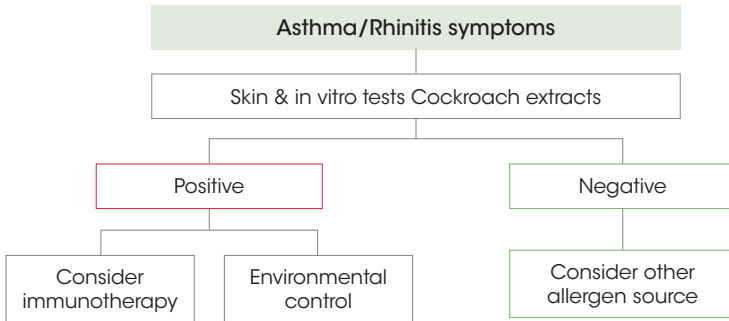 Asthma/Rhinitis symptoms
Skin & in vitro tests Cockroach extracts
Positive
Negative
Consider
immunotherapy
Environmental
control
Consider other
allergen source